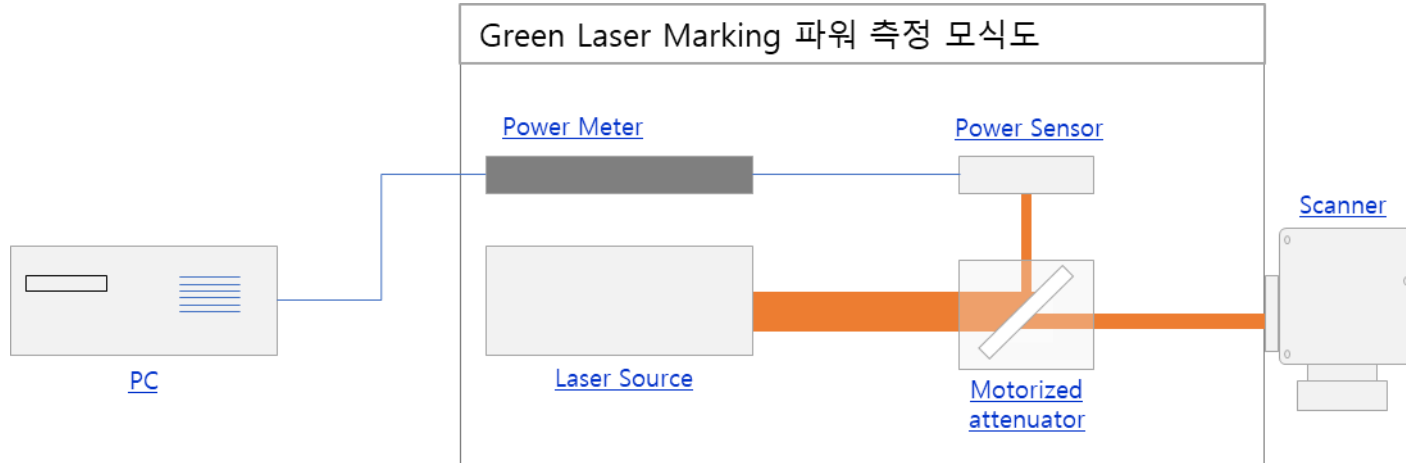 Green Laser Marking 파워 측정 모식도
Power Meter
Power Sensor
Scanner
PC
Laser Source
Motorized
attenuator